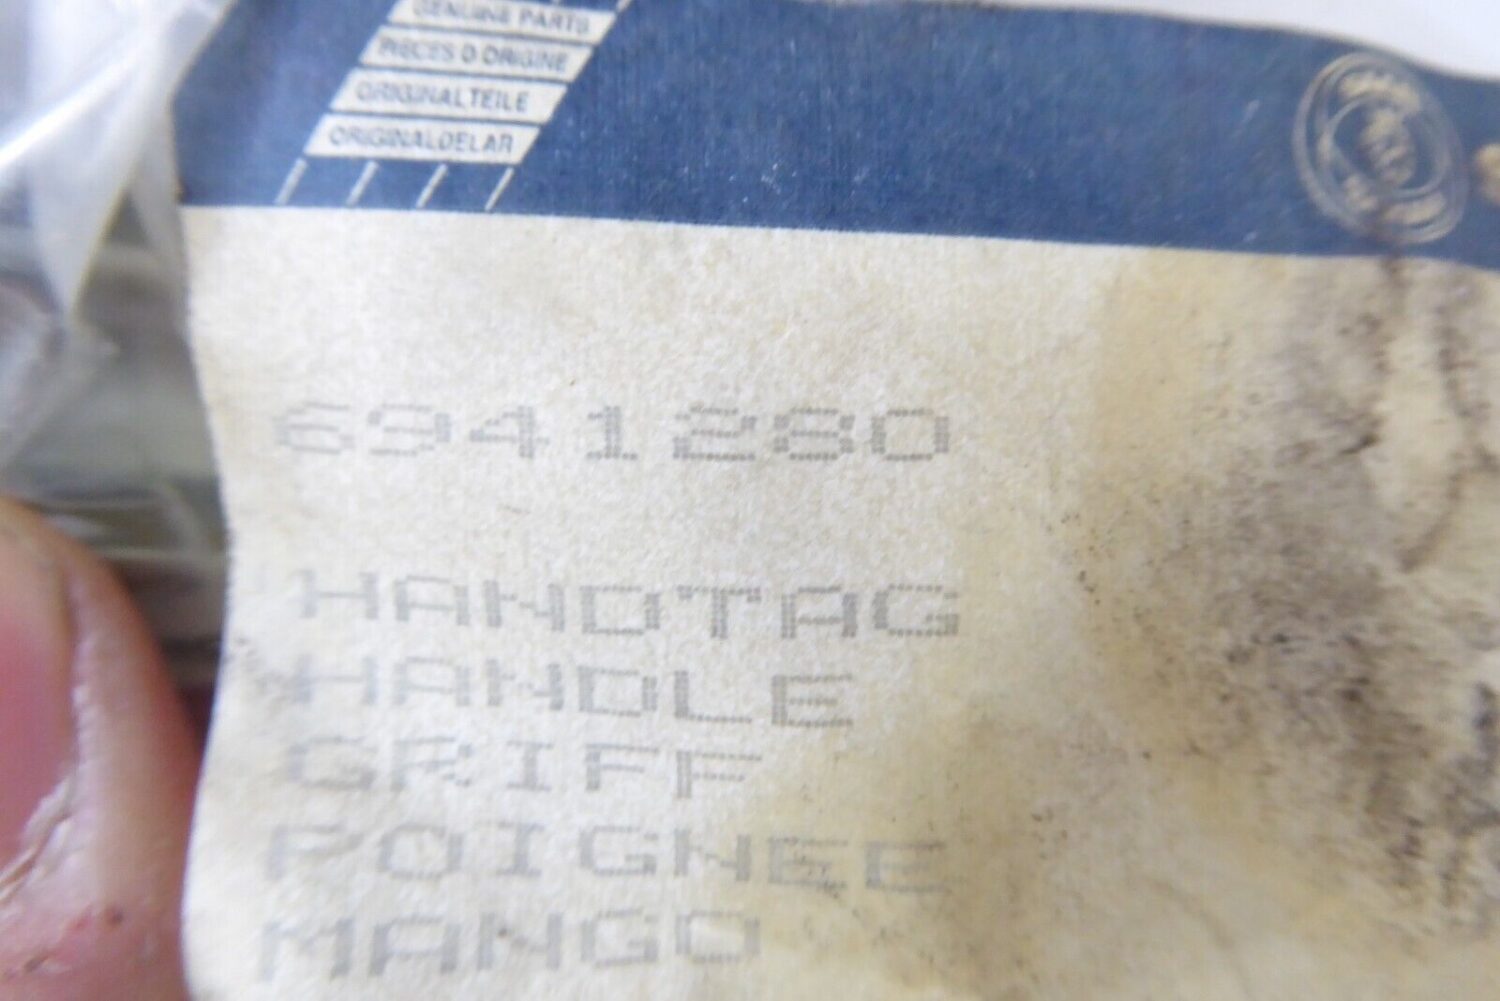 GENUINE PARTS
PIECES D ORIGINE
ORIGINALTEILE
ORIGINALDELAR
6941280
HANDTAG
HANDLE
GRIFF
POIGNEE
MANGO